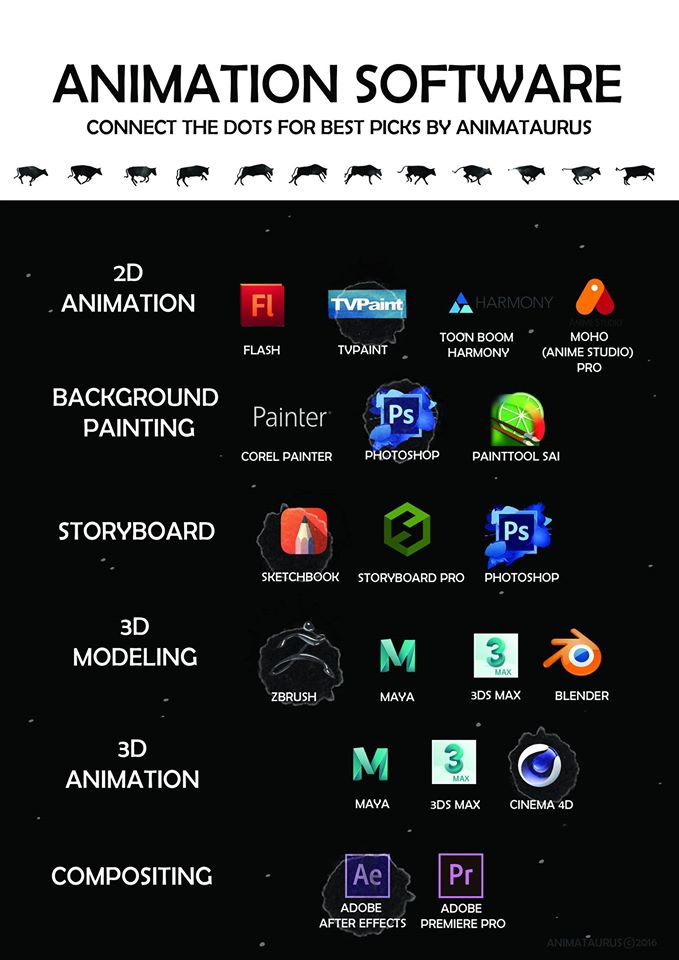 ANIMATION SOFTWARE
CONNECT THE DOTS FOR BEST PICKS BY ANIMATAURUS
2D
ANIMATION
Fl
FLASH
TVPaint
TVPAINT
HARMONY
TOON BOOM
HARMONY
ANIME STUDIO
MOHO
(ANIME STUDIO)
PRO
BACKGROUND
PAINTING
Painter
COREL PAINTER
Ps
PHOTOSHOP
PAINTTOOL SAI
STORYBOARD
SKETCHBOOK
STORYBOARD PRO
Ps
PHOTOSHOP
3D
MODELING
ZBRUSH
M
MAYA
3
MAX
3DS MAX
BLENDER
3D
ANIMATION
M
MAYA
3
MAX
3DS MAX
CINEMA 4D
COMPOSITING
Ae
ADOBE
AFTER EFFECTS
Pr
ADOBE
PREMIERE PRO
ANIMATAURUS©2016